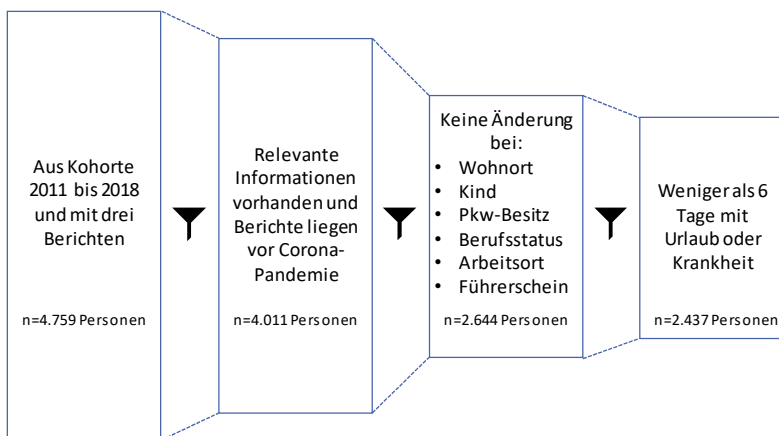 Aus Kohorte
2011 bis 2018
und mit drei
Berichten
n=4.759 Personen
Relevante
Informationen
vorhanden und
Berichte liegen
vor Corona-
Pandemie
n=4.011 Personen
Keine Änderung
bei:
• Wohnort
• Kind
• Pkw-Besitz
• Berufsstatus
• Arbeitsort
• Führerschein
n=2.644 Personen
Weniger als 6
Tage mit
Urlaub oder
Krankheit
n=2.437 Personen